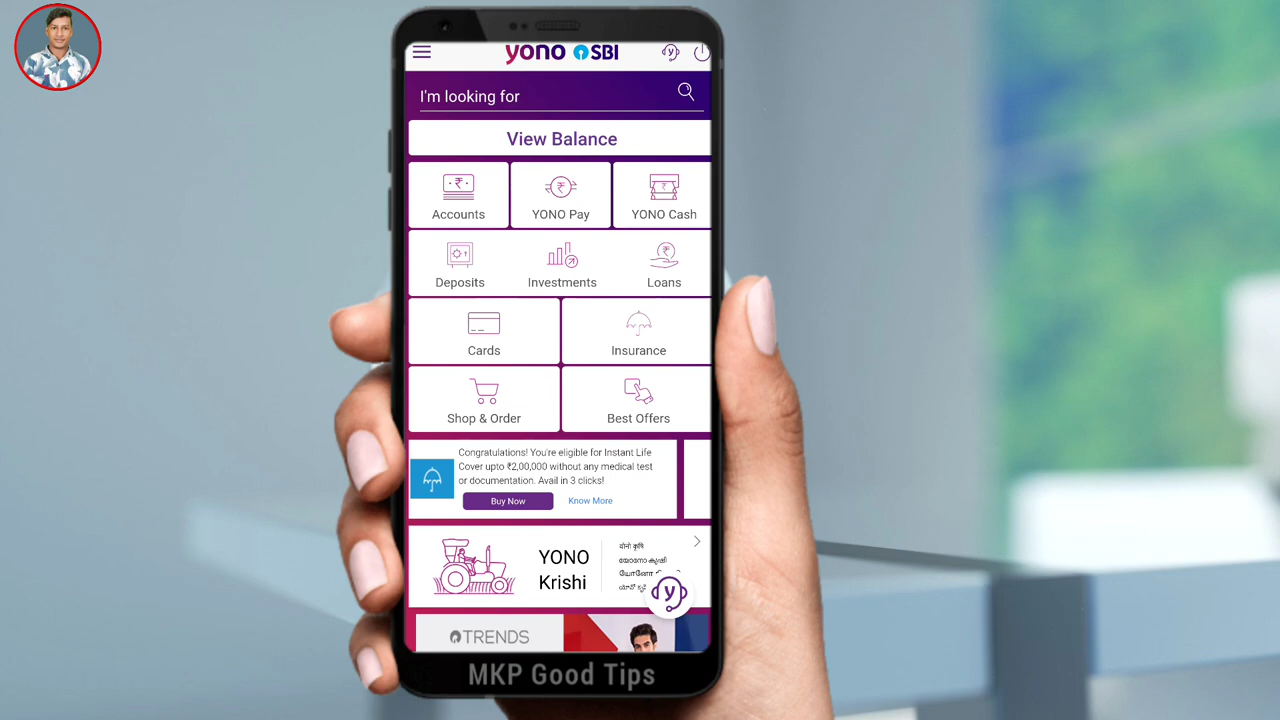 yono SBI
I'm looking for
View Balance
Accounts
YONO Pay
YONO Cash
Deposits
Investments
Loans
Cards
Insurance
Shop & Order
Best Offers
Congratulations! You're eligible for Instant Life
Cover upto ₹2,00,000 without any medical test
or documentation. Avail in 3 clicks!
Buy Now
Know More
YONO
Krishi
योनो कृषि
യോനോ കൃഷി
y
TRENDS
MKP Good Tips